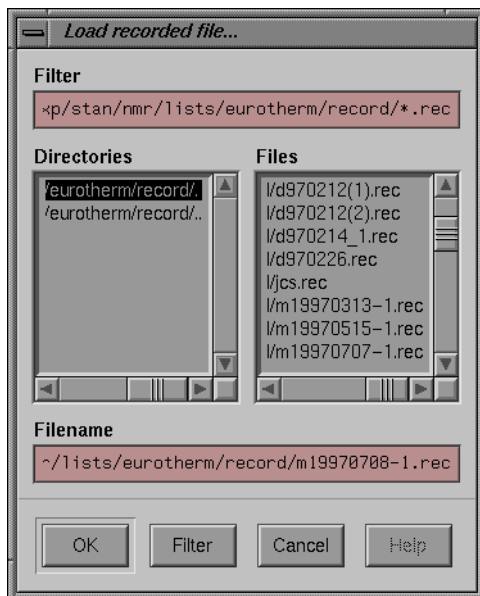 Load recorded file...
Filter
p/stan/nmr/lists/eurotherm/record/*.rec
Directories
/eurotherm/record/.
/eurotherm/record/..
Files
l/d970212(1).rec
l/d970212(2).rec
l/d970214_1.rec
l/d970226.rec
l/jcs.rec
l/m19970313-1.rec
l/m19970515-1.rec
l/m19970707-1.rec
Filename
/lists/eurotherm/record/m19970708-1.rec
OK
Filter
Cancel
Help